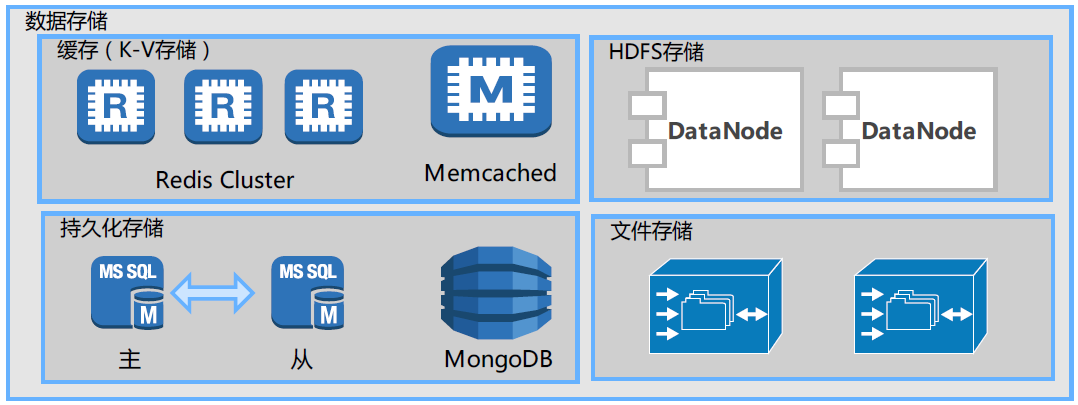 数据存储
缓存（K-V存储）
R
R
R
M
Redis Cluster
Memcached
HDFS存储
DataNode
DataNode
持久化存储
MS SQL
M
MS SQL
M
主
从
MongoDB
文件存储